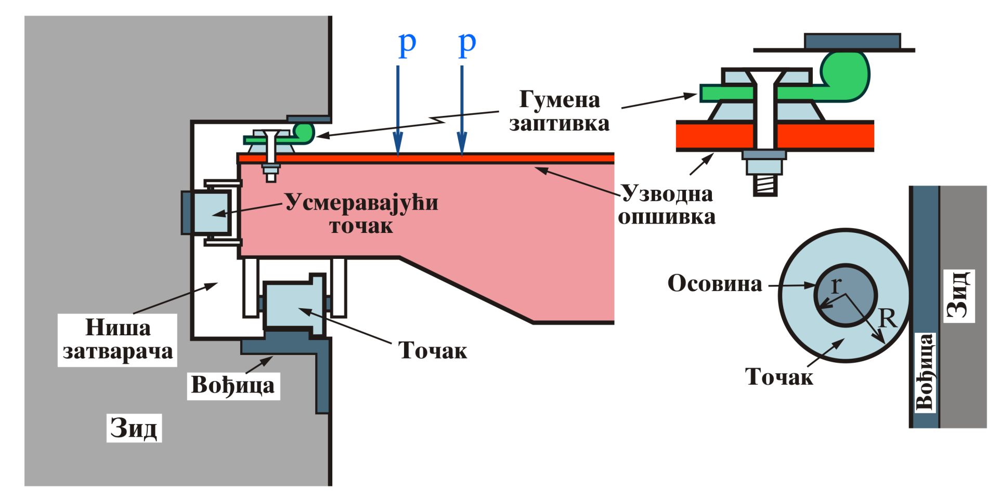 p p
Гумена
заптивка
Усмеравајући
точак
Узводна
опшивка
Осовина
r
R
Зид
Ниша
затварача
Точак
Вођица
Точак
Вођица
Зид